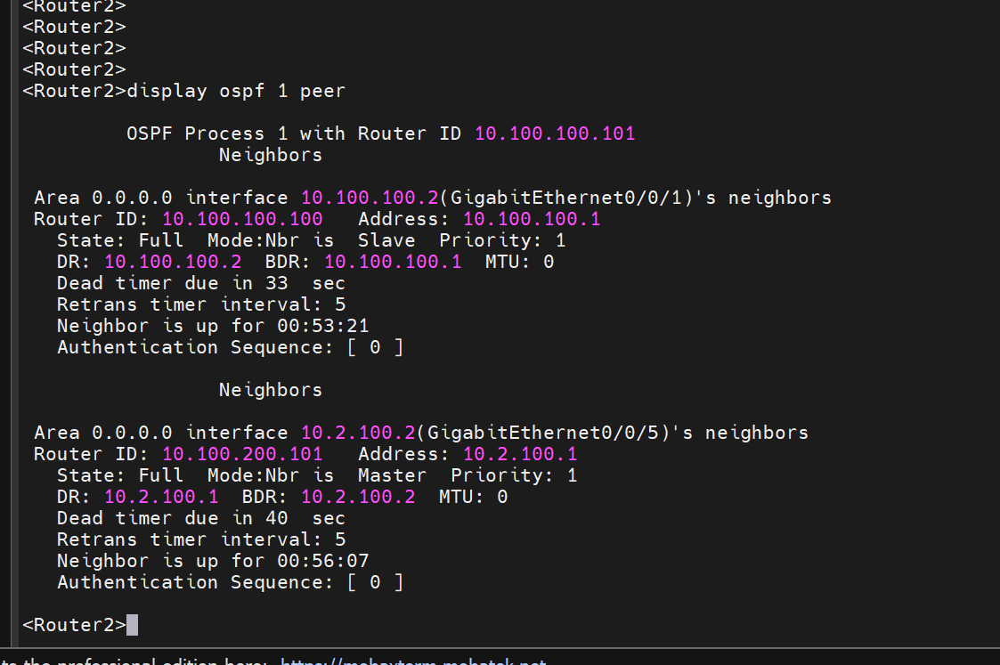 <Router2>
<Router2>
<Router2>
<Router2>
<Router2>display ospf 1 peer
OSPF Process 1 with Router ID 10.100.100.101
Neighbors
Area 0.0.0.0 interface 10.100.100.2(GigabitEthernet0/0/1)'s neighbors
Router ID: 10.100.100.100   Address: 10.100.100.1
State: Full  Mode:Nbr is  Slave  Priority: 1
DR: 10.100.100.2  BDR: 10.100.100.1  MTU: 0
Dead timer due in 33  sec
Retrans timer interval: 5
Neighbor is up for 00:53:21
Authentication Sequence: [ 0 ]
Neighbors
Area 0.0.0.0 interface 10.2.100.2(GigabitEthernet0/0/5)'s neighbors
Router ID: 10.100.200.101   Address: 10.2.100.1
State: Full  Mode:Nbr is  Master  Priority: 1
DR: 10.2.100.1  BDR: 10.2.100.2  MTU: 0
Dead timer due in 40  sec
Retrans timer interval: 5
Neighbor is up for 00:56:07
Authentication Sequence: [ 0 ]
<Router2>
to the professional edition here: https://mobaxterm.mobatek.net